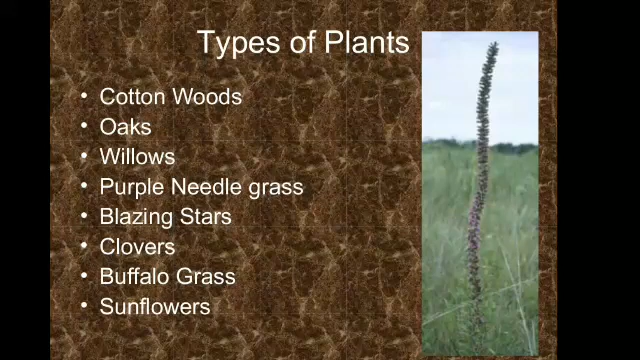 Types of Plants
• Cotton Woods
• Oaks
• Willows
• Purple Needle grass
• Blazing Stars
• Clovers
• Buffalo Grass
• Sunflowers